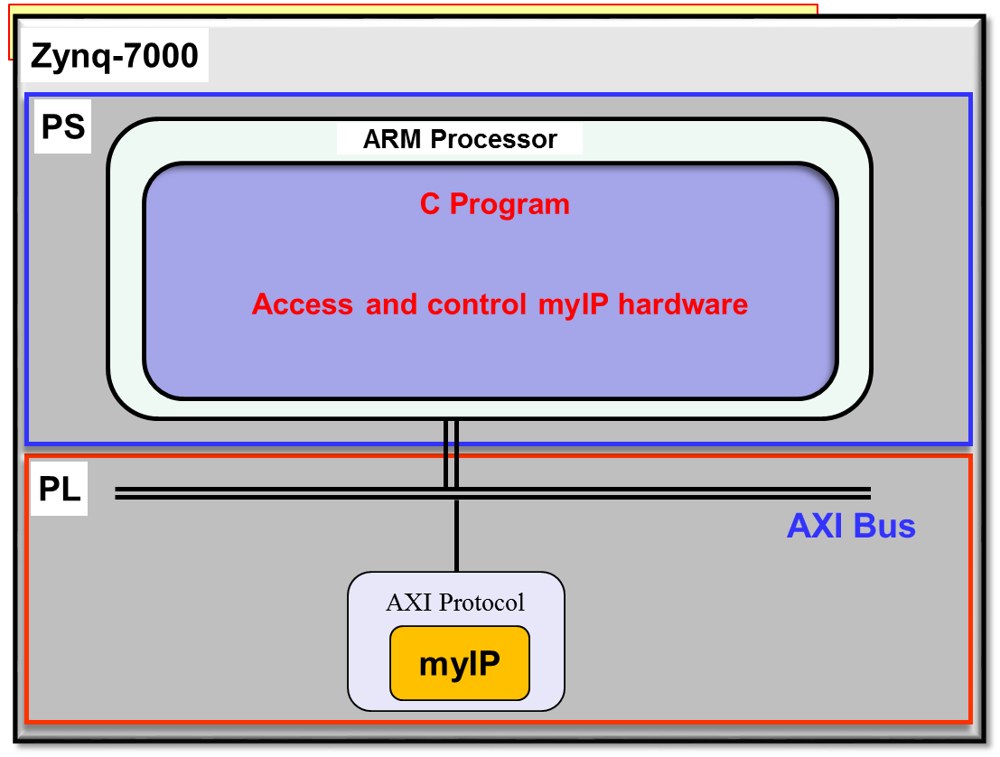 Zynq-7000
PS
ARM Processor
C Program
Access and control myIP hardware
PL
AXI Bus
AXI Protocol
myIP